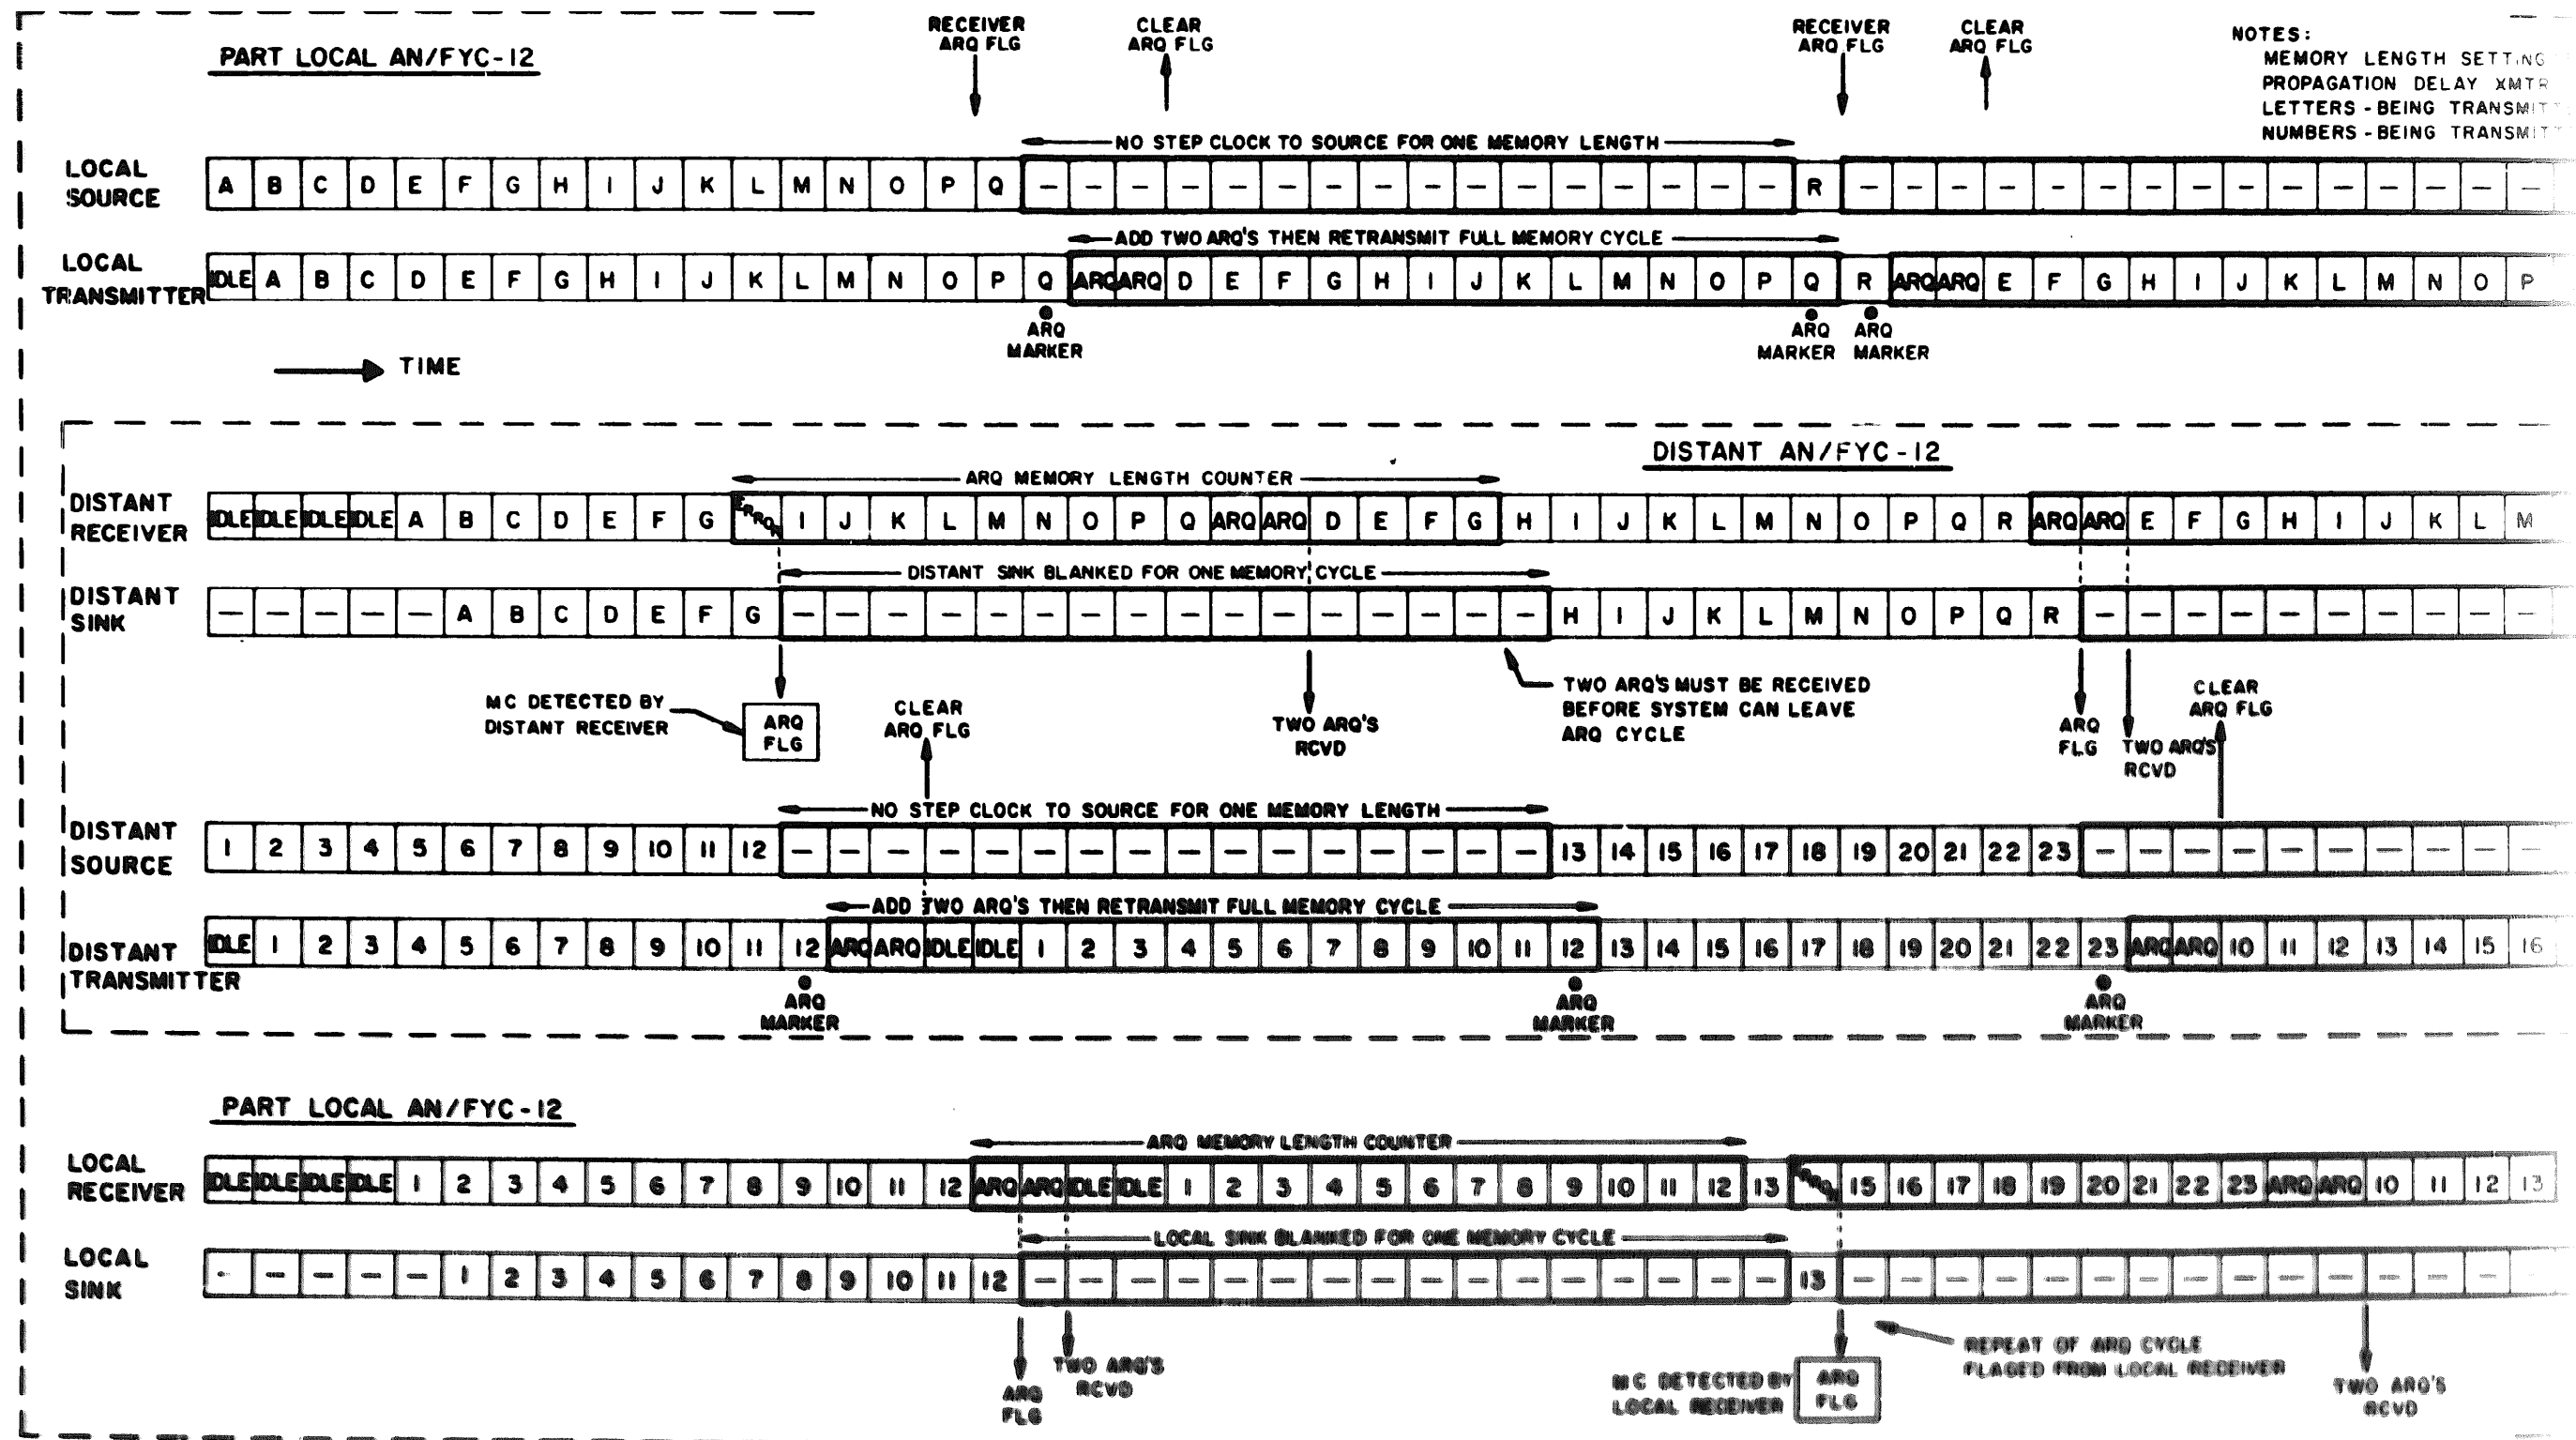 RECEIVER
ARQ FLG
CLEAR
ARQ FLG
RECEIVER
ARQ FLG
CLEAR
ARQ FLG
NOTES:
MEMORY LENGTH SETTING
PROPAGATION DELAY XMTR
LETTERS - BEING
NUMBERS - BEING
PART LOCAL AN/FYC-12
NO STEP CLOCK TO SOURCE FOR ONE MEMORY LENGTH
LOCAL
SOURCE
A B C D E F G H I J K L M N O P Q – – – – – – – – – – – – – – – – R – – – – – – – – – – – – – – –
ADD TWO ARQ'S THEN RETRANSMIT FULL MEMORY CYCLE
LOCAL
TRANSMITTER
IDLE A B C D E F G H I J K L M N O P Q ARQ ARQ D E F G H I J K L M N O P Q R ARQ ARQ E F G H I J K L M N O P
ARQ
MARKER
ARQ
MARKER
ARQ
MARKER
TIME
DISTANT AN/FYC-12
ARQ MEMORY LENGTH COUNTER
DISTANT
RECEIVER
IDLE IDLE IDLE IDLE A B C D E F G ERROR I J K L M N O P Q ARQ ARQ D E F G H I J K L M N O P Q R ARQ ARQ E F G H I J K L M
DISTANT SINK BLANKED FOR ONE MEMORY CYCLE
DISTANT
SINK
– – – – – A B C D E F G – – – – – – – – – – – – – – – – H I J K L M N O P Q R – – – – – – – – – –
MC DETECTED BY
DISTANT RECEIVER
ARQ
FLG
CLEAR
ARQ FLG
TWO ARQ'S
RCVD
TWO ARQ'S MUST BE RECEIVED
BEFORE SYSTEM CAN LEAVE
ARQ CYCLE
ARQ
FLG
TWO ARQ'S
RCVD
CLEAR
ARQ FLG
NO STEP CLOCK TO SOURCE FOR ONE MEMORY LENGTH
DISTANT
SOURCE
1 2 3 4 5 6 7 8 9 10 11 12 – – – – – – – – – – – – – – – – 13 14 15 16 17 18 19 20 21 22 23 – – – – – – – – – –
ADD TWO ARQ'S THEN RETRANSMIT FULL MEMORY CYCLE
DISTANT
TRANSMITTER
IDLE 1 2 3 4 5 6 7 8 9 10 11 12 ARQ ARQ IDLE IDLE 1 2 3 4 5 6 7 8 9 10 11 12 13 14 15 16 17 18 19 20 21 22 23 ARQ ARQ 10 11 12 13 14 15 16
ARQ
MARKER
ARQ
MARKER
ARQ
MARKER
PART LOCAL AN/FYC-12
ARQ MEMORY LENGTH COUNTER
LOCAL
RECEIVER
IDLE IDLE IDLE IDLE 1 2 3 4 5 6 7 8 9 10 11 12 ARQ ARQ IDLE IDLE 1 2 3 4 5 6 7 8 9 10 11 12 13 ERROR 15 16 17 18 19 20 21 22 23 ARQ ARQ 10 11 12 13
LOCAL SINK BLANKED FOR ONE MEMORY CYCLE
LOCAL
SINK
– – – – – 1 2 3 4 5 6 7 8 9 10 11 12 – – – – – – – – – – – – – – – – 13 – – – – – – – – – – – – – –
ARQ
FLG
TWO ARQ'S
RCVD
MC DETECTED BY
LOCAL RECEIVER
ARQ
FLG
REPEAT OF ARQ CYCLE
FLAGED FROM LOCAL RECEIVER
TWO ARQ'S
RCVD